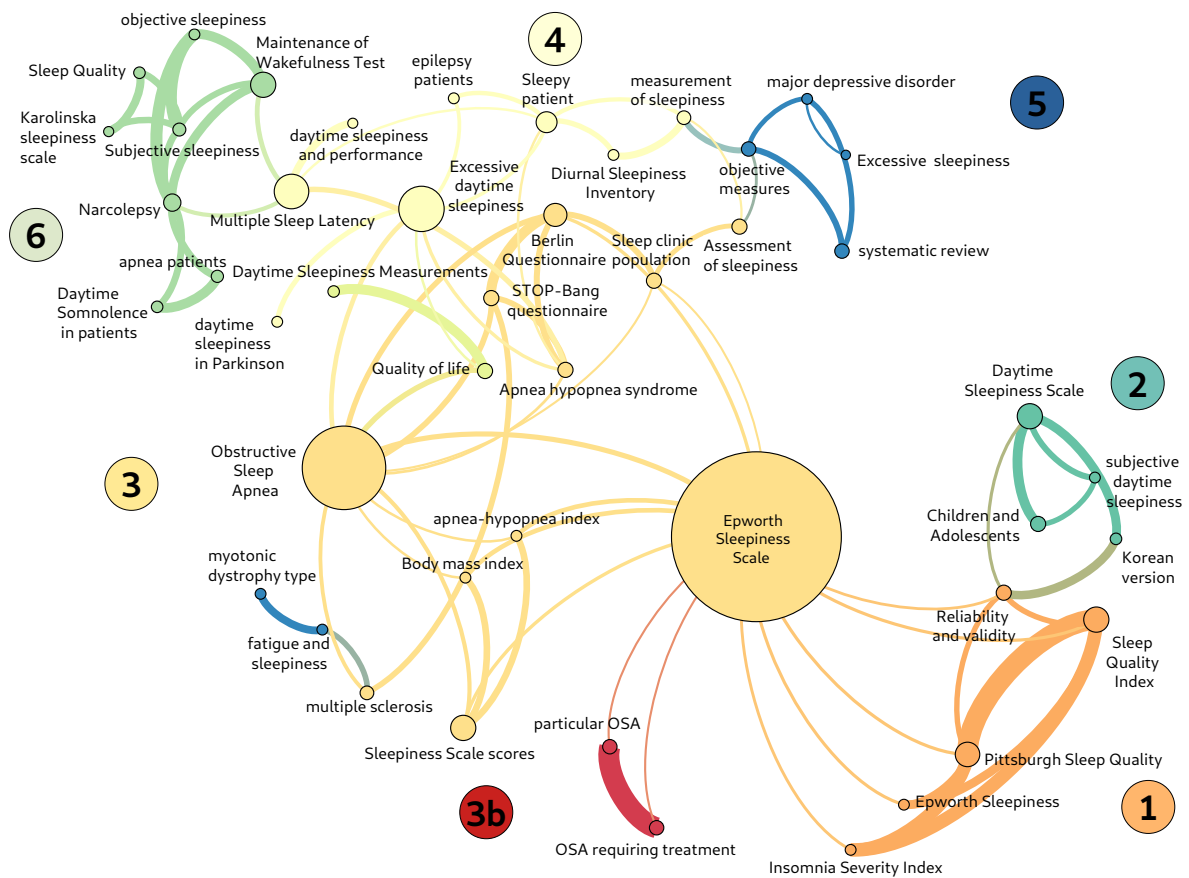 objective sleepiness
Maintenance of
Wakefulness Test
Sleep Quality
Karolinska
sleepiness
scale
Subjective sleepiness
daytime sleepiness
and performance
epilepsy
patients
4
Sleepy
patient
measurement
of sleepiness
major depressive disorder
5
Excessive  sleepiness
objective
measures
Diurnal Sleepiness
Inventory
Excessive
daytime
sleepiness
Narcolepsy
Multiple Sleep Latency
6
apnea patients
Daytime
Somnolence
in patients
Daytime Sleepiness Measurements
Berlin
Questionnaire
Sleep clinic
population
Assessment
of sleepiness
systematic review
STOP-Bang
questionnaire
daytime
sleepiness
in Parkinson
Quality of life
Apnea hypopnea syndrome
Daytime
Sleepiness Scale
2
Obstructive
Sleep
Apnea
3
subjective
daytime
sleepiness
Children and
Adolescents
Korean
version
apnea-hypopnea index
Epworth
Sleepiness
Scale
Body mass index
myotonic
dystrophy type
fatigue and
sleepiness
multiple sclerosis
Sleepiness Scale scores
Reliability
and validity
Sleep
Quality
Index
particular OSA
Pittsburgh Sleep Quality
Epworth Sleepiness
1
3b
OSA requiring treatment
Insomnia Severity Index